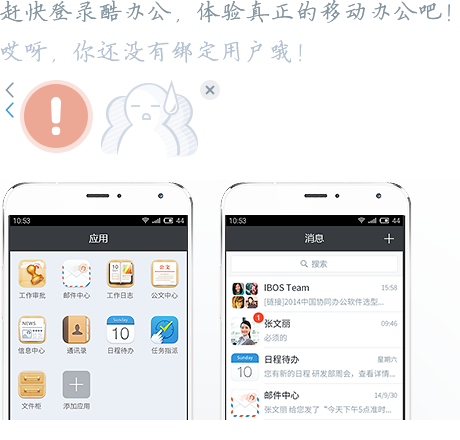 赶快登录酷办公，体验真正的移动办公吧！
哎呀，你还没有绑定用户哦！
10:53
44
应用
工作审批
邮件中心
工作日志
公文
公文中心
NEWS
信息中心
通讯录
Sunday
10
日程待办
任务指派
文件柜
添加应用
10:53
44
消息
搜索
IBOS Team
15:58
[链接]2014中国协同办公软件选型...
1
张文丽
09:46
必须的
Sunday
10
日程待办
星期六
您有新的日程 研发部周会，查看详情...
邮件中心
14/9/30
张文丽 给您发了“今天下午5点准时...